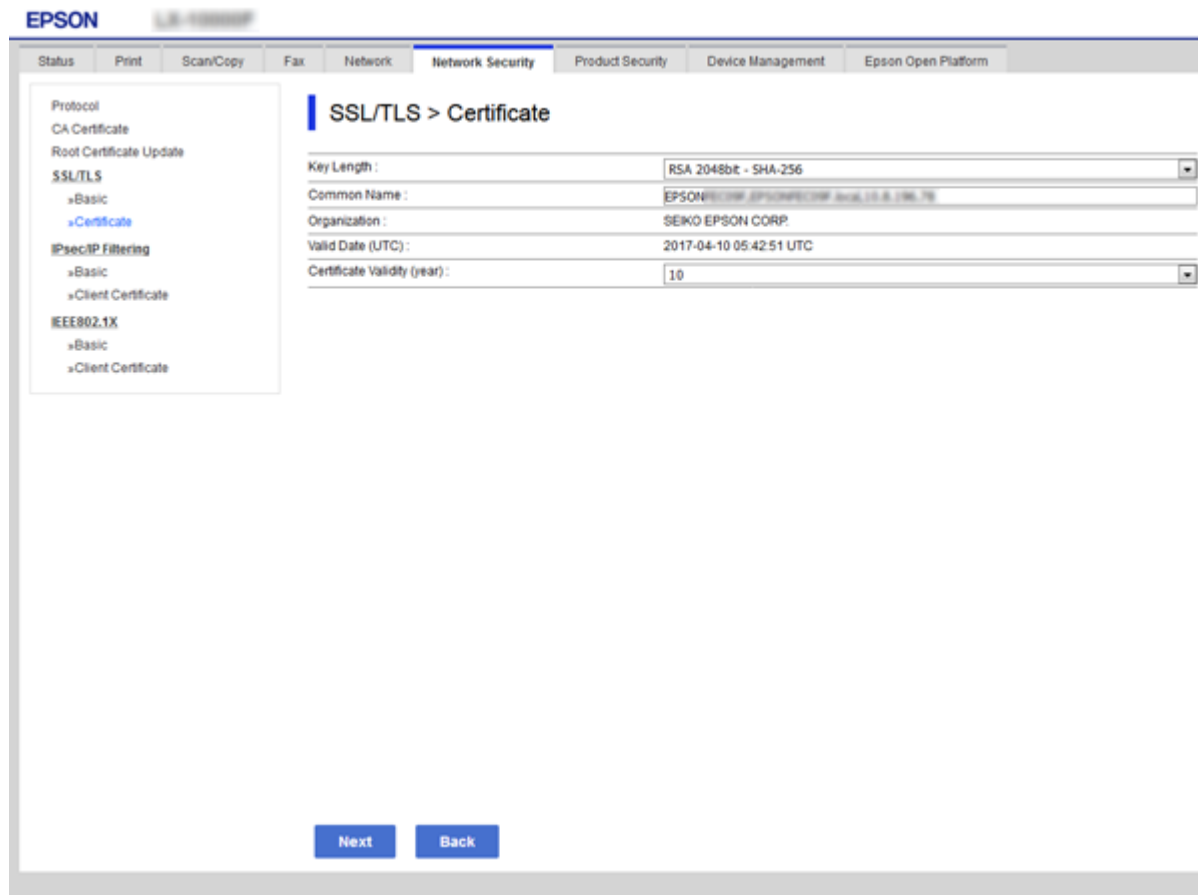 EPSON
Status Print Scan/Copy Fax Network Network Security Product Security Device Management Epson Open Platform
Protocol
CA Certificate
Root Certificate Update
SSL/TLS
»Basic
»Certificate
IPsec/IP Filtering
»Basic
»Client Certificate
IEEE802.1X
»Basic
»Client Certificate
SSL/TLS > Certificate
Key Length : RSA 2048bit - SHA-256
Common Name : EPSON
Organization : SEIKO EPSON CORP.
Valid Date (UTC) : 2017-04-10 05:42:51 UTC
Certificate Validity (year) : 10
Next Back